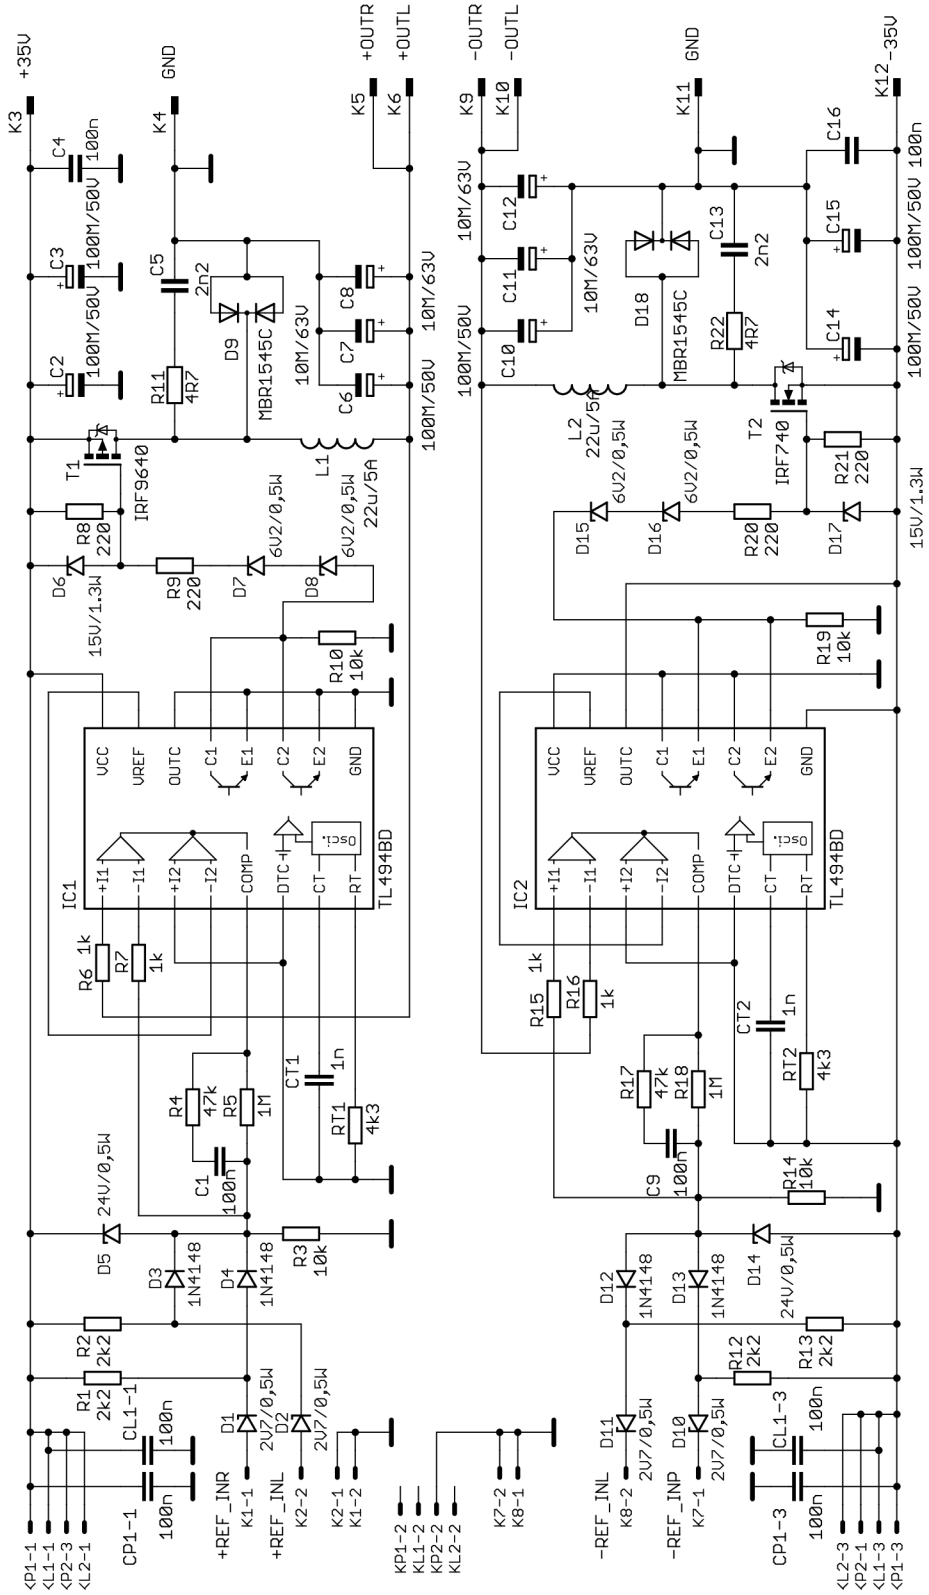 K3
+35V
C4
100n
C3
100M/50V
C2
100M/50V
K4
GND
C5
2n2
R11
4R7
D9
MBR1545C
K5
+OUTR
K6
+OUTL
C8
10M/63V
C7
10M/63V
C6
100M/50V
L1
22u/5A
T1
IRF9640
R8
220
D6
15V/1.3W
R9
220
D7
6V2/0,5W
D8
6V2/0,5W
R10
10k
IC1
TL494BD
VCC
VREF
OUTC
C1
E1
C2
E2
GND
+I1
-I1
+I2
-I2
COMP
DTC
CT
RT
Osci.
R6
1k
R7
1k
R4
47k
R5
1M
C1
100n
CT1
1n
RT1
4k3
D5
24V/0,5W
D3
1N4148
D4
1N4148
R3
10k
R2
2k2
R1
2k2
D1
2V7/0,5W
D2
2V7/0,5W
CL1-1
100n
CP1-1
100n
+REF_INR
K1-1
+REF_INL
K2-2
K2-1
K1-2
KP1-1
KL1-1
KP2-3
KL2-1
KP1-2
KL1-2
KP2-2
KL2-2
K9
-OUTR
K10
-OUTL
K11
GND
K12
-35V
C12
10M/63V
C11
10M/63V
C10
100M/50V
D18
MBR1545C
C13
2n2
R22
4R7
C16
100n
C15
100M/50V
C14
100M/50V
L2
22u/5A
T2
IRF740
R21
220
D15
6V2/0,5W
D16
6V2/0,5W
R20
220
D17
15V/1.3W
R19
10k
IC2
TL494BD
VCC
VREF
OUTC
C1
E1
C2
E2
GND
+I1
-I1
+I2
-I2
COMP
DTC
CT
RT
Osci.
R15
1k
R16
1k
R17
47k
R18
1M
C9
100n
CT2
1n
RT2
4k3
R14
10k
D12
1N4148
D13
1N4148
D14
24V/0,5W
R12
2k2
R13
2k2
D11
2V7/0,5W
D10
2V7/0,5W
CL1-3
100n
CP1-3
100n
K7-2
K8-1
-REF_INL
K8-2
-REF_INP
K7-1
KL2-3
KP2-1
KL1-3
KP1-3